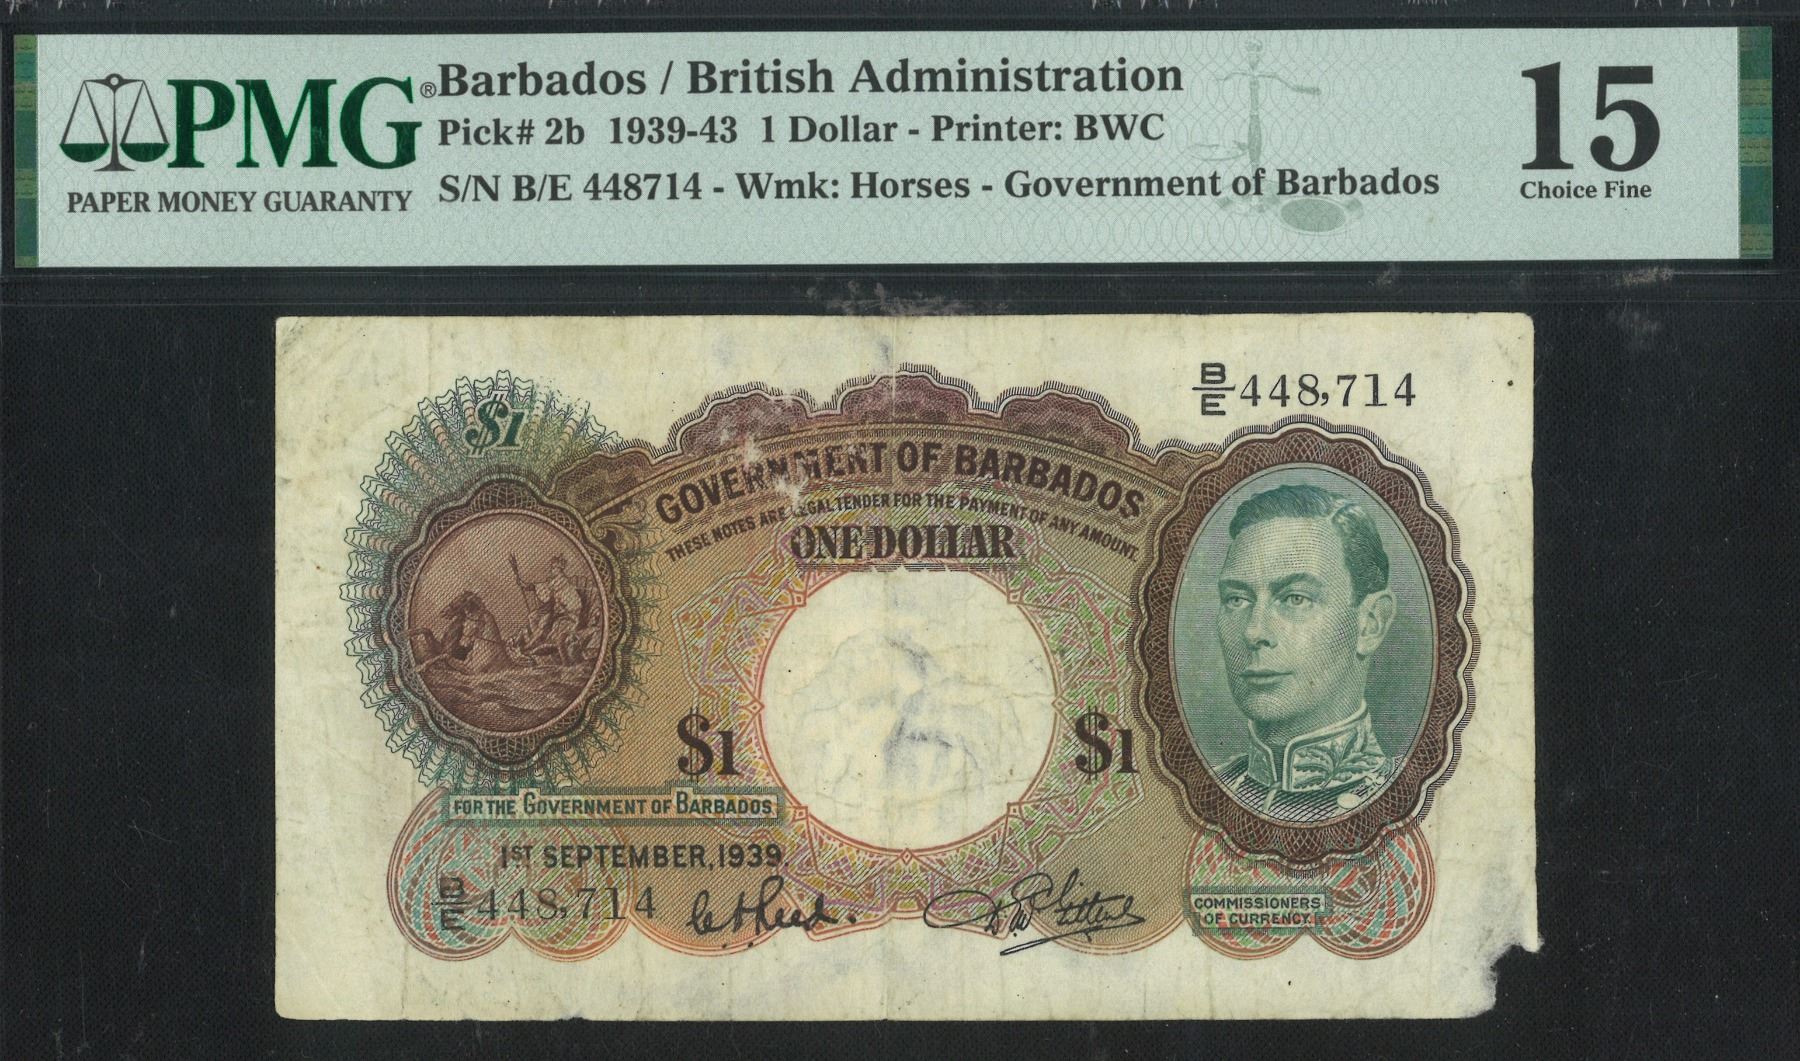 PMG®
PAPER MONEY GUARANTY
Barbados / British Administration
Pick# 2b 1939-43 1 Dollar - Printer: BWC
S/N B/E 448714 - Wmk: Horses - Government of Barbados
15
Choice Fine
B/E 448,714
$1
GOVERNMENT OF BARBADOS
THESE NOTES ARE LEGAL TENDER FOR THE PAYMENT OF ANY AMOUNT.
ONE DOLLAR
$1 $1
FOR THE GOVERNMENT OF BARBADOS
1ST SEPTEMBER, 1939.
B/E 448,714
COMMISSIONERS
OF CURRENCY.